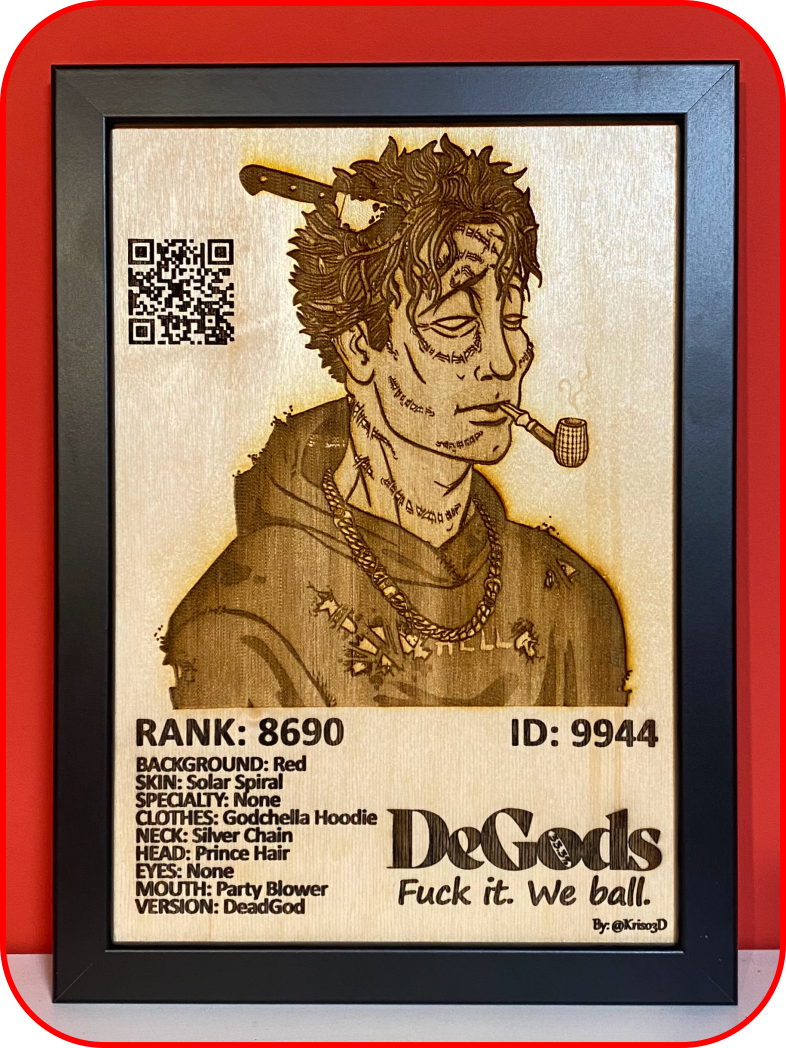 RANK: 8690
ID: 9944
BACKGROUND: Red
SKIN: Solar Spiral
SPECIALTY: None
CLOTHES: Godchella Hoodie
NECK: Silver Chain
HEAD: Prince Hair
EYES: None
MOUTH: Party Blower
VERSION: DeadGod
DeGods
Fuck it. We ball.
By: @Kris03D